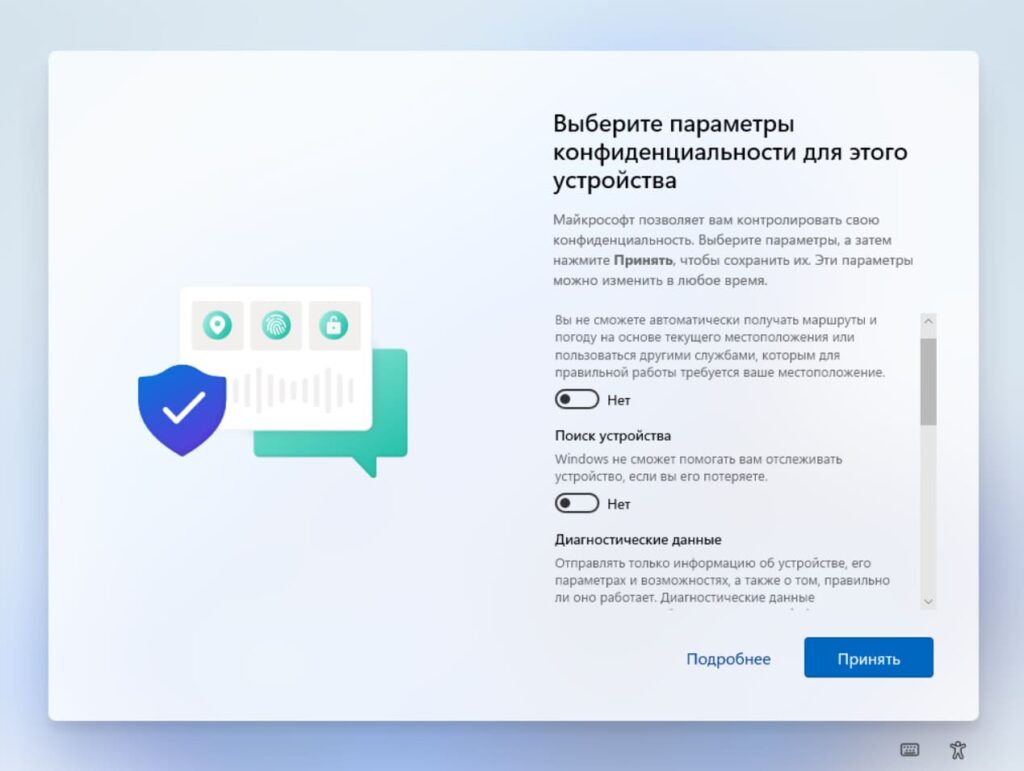 Выберите параметры
конфиденциальности для этого
устройства
Майкрософт позволяет вам контролировать свою
конфиденциальность. Выберите параметры, а затем
нажмите Принять, чтобы сохранить их. Эти параметры
можно изменить в любое время.
Вы не сможете автоматически получать маршруты и
погоду на основе текущего местоположения или
пользоваться другими службами, которым для
правильной работы требуется ваше местоположение.
Нет
Поиск устройства
Windows не сможет помогать вам отслеживать
устройство, если вы его потеряете.
Нет
Диагностические данные
Отправлять только информацию об устройстве, его
параметрах и возможностях, а также о том, правильно
ли оно работает. Диагностические данные
Подробнее
Принять